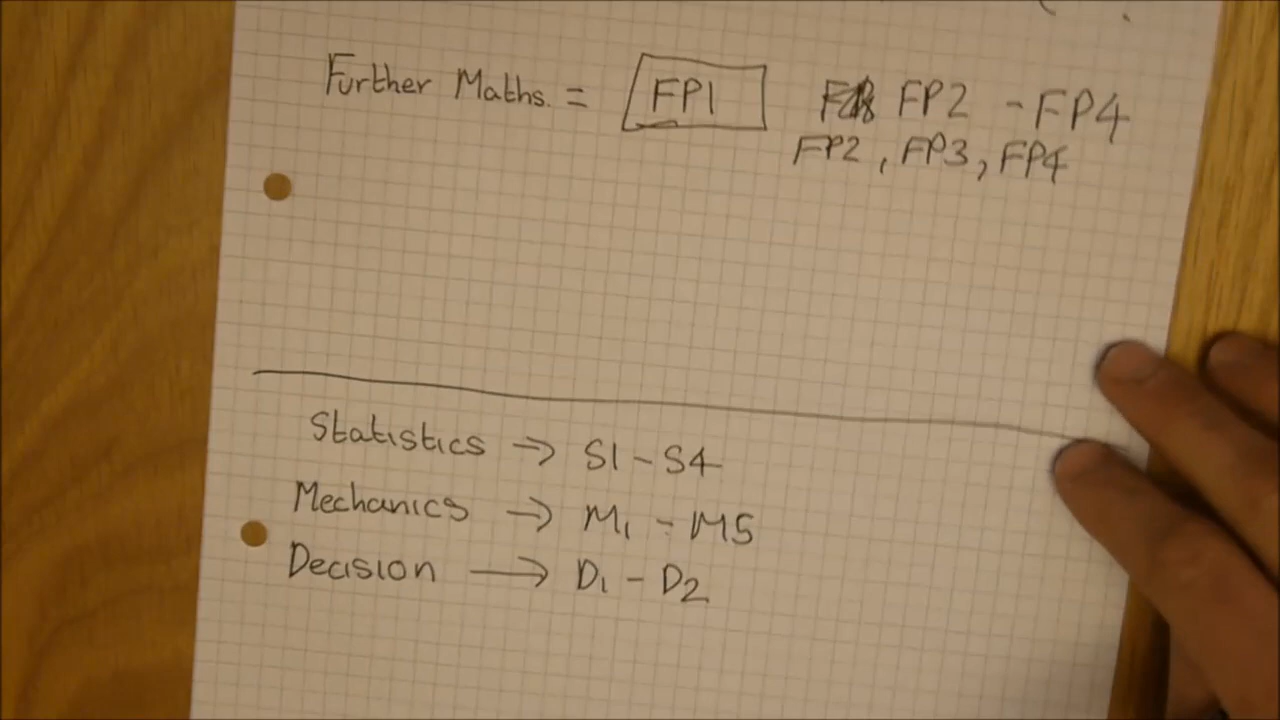 Further Maths. = FP1 FP2 - FP4
FP2, FP3, FP4
Statistics → S1 - S4
Mechanics → M1 - M5
Decision → D1 - D2